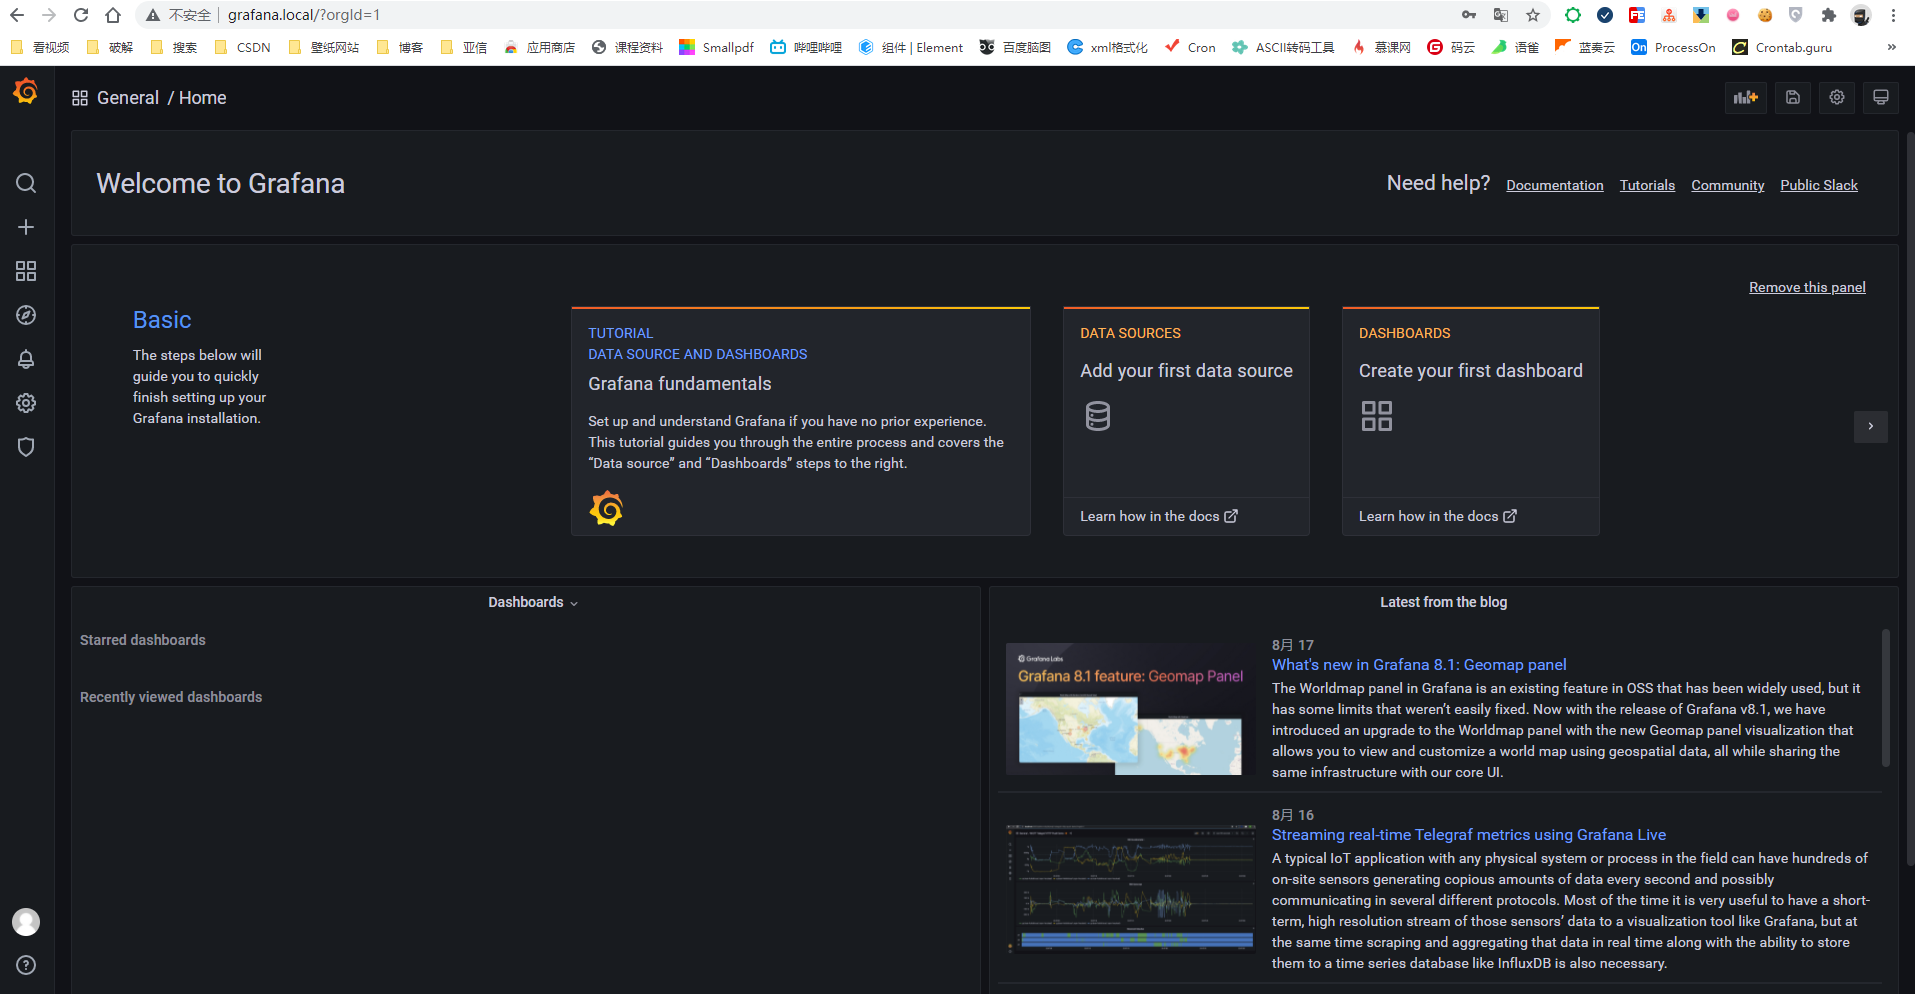 不安全 grafana.local/?orgId=1
看视频 破解 搜索 CSDN 壁纸网站 博客 亚信 应用商店 课程资料 Smallpdf 哔哩哔哩 组件 | Element 百度脑图 xml格式化 Cron ASCII转码工具 慕课网 码云 语雀 蓝奏云 ProcessOn Crontab.guru »
General / Home
Welcome to Grafana
Need help? Documentation Tutorials Community Public Slack
Remove this panel
Basic
The steps below will
guide you to quickly
finish setting up your
Grafana installation.
TUTORIAL
DATA SOURCE AND DASHBOARDS
Grafana fundamentals
Set up and understand Grafana if you have no prior experience.
This tutorial guides you through the entire process and covers the
“Data source” and “Dashboards” steps to the right.
DATA SOURCES
Add your first data source
Learn how in the docs
DASHBOARDS
Create your first dashboard
Learn how in the docs
Dashboards
Starred dashboards
Recently viewed dashboards
Latest from the blog
Grafana Labs
Grafana 8.1 feature: Geomap Panel
8月 17
What's new in Grafana 8.1: Geomap panel
The Worldmap panel in Grafana is an existing feature in OSS that has been widely used, but it
has some limits that weren’t easily fixed. Now with the release of Grafana v8.1, we have
introduced an upgrade to the Worldmap panel with the new Geomap panel visualization that
allows you to view and customize a world map using geospatial data, all while sharing the
same infrastructure with our core UI.
8月 16
Streaming real-time Telegraf metrics using Grafana Live
A typical IoT application with any physical system or process in the field can have hundreds of
on-site sensors generating copious amounts of data every second and possibly
communicating in several different protocols. Most of the time it is very useful to have a short-
term, high resolution stream of those sensors’ data to a visualization tool like Grafana, but at
the same time scraping and aggregating that data in real time along with the ability to store
them to a time series database like InfluxDB is also necessary.